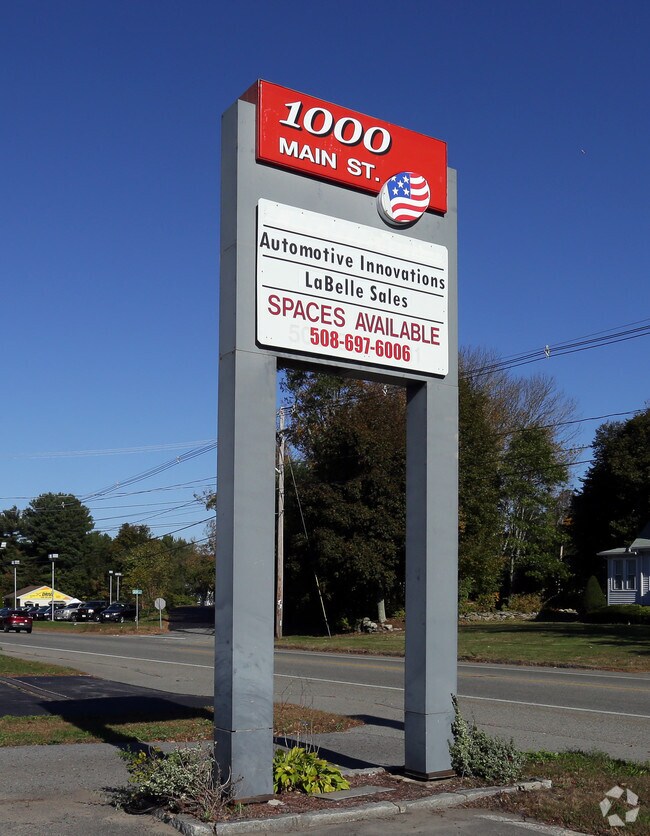 1000
MAIN ST.
Automotive Innovations
LaBelle Sales
SPACES AVAILABLE
508-697-6006